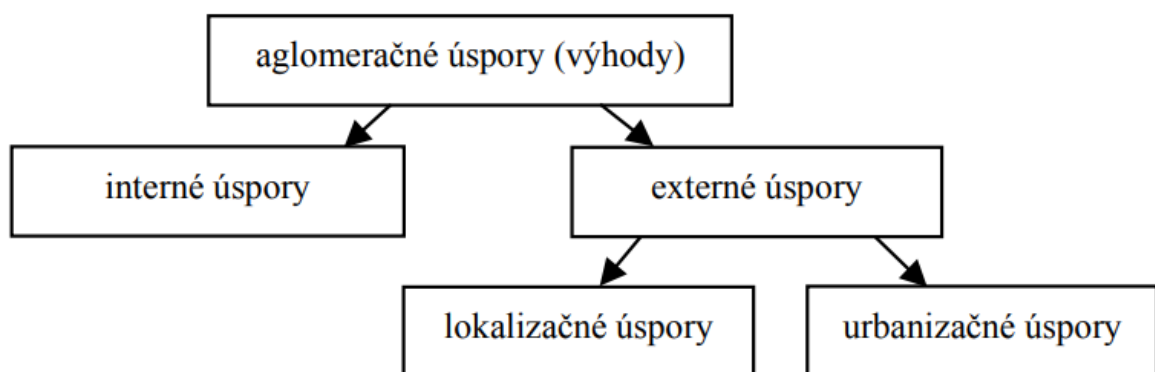 aglomeračné úspory (výhody)
interné úspory
externé úspory
lokalizačné úspory
urbanizačné úspory